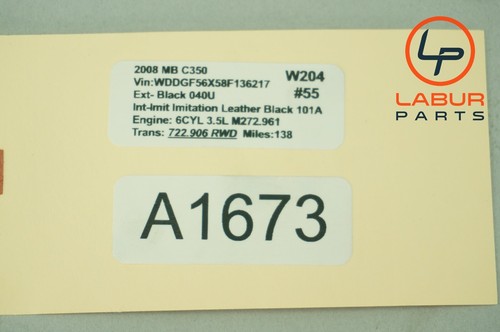 2008 MB C350 W204
Vin:WDDGF56X58F136217 #55
Ext- Black 040U
Int-Imit Imitation Leather Black 101A
Engine: 6CYL 3.5L M272.961
Trans: 722.906 RWD Miles:138
A1673
LP
LABUR
PARTS